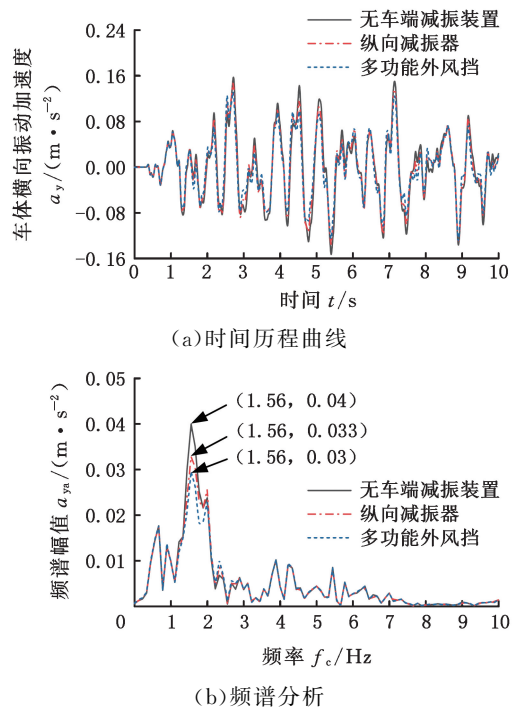 无车端减振装置
纵向减振器
多功能外风挡
车体横向振动加速度
a_y/(m·s⁻²)
0.24
0.16
0.08
0.00
−0.08
−0.16
0 1 2 3 4 5 6 7 8 9 10
时间 t/s
(a)时间历程曲线
频谱幅值 a_ya/(m·s⁻²)
0.05
0.04
0.03
0.02
0.01
0
(1.56, 0.04)
(1.56, 0.033)
(1.56, 0.03)
无车端减振装置
纵向减振器
多功能外风挡
1 2 3 4 5 6 7 8 9 10
频率 f_c/Hz
(b)频谱分析